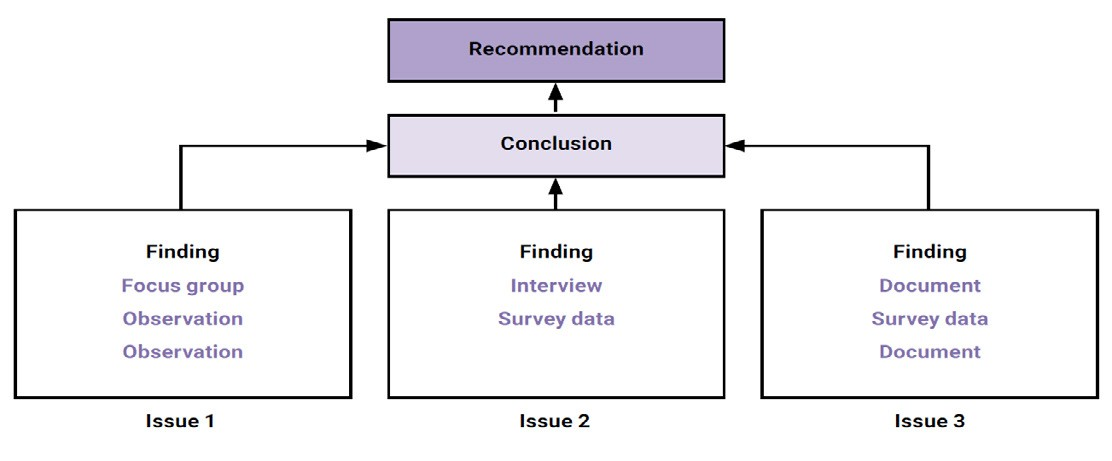 Recommendation
Conclusion
Finding
Focus group
Observation
Observation
Issue 1
Finding
Interview
Survey data
Issue 2
Finding
Document
Survey data
Document
Issue 3